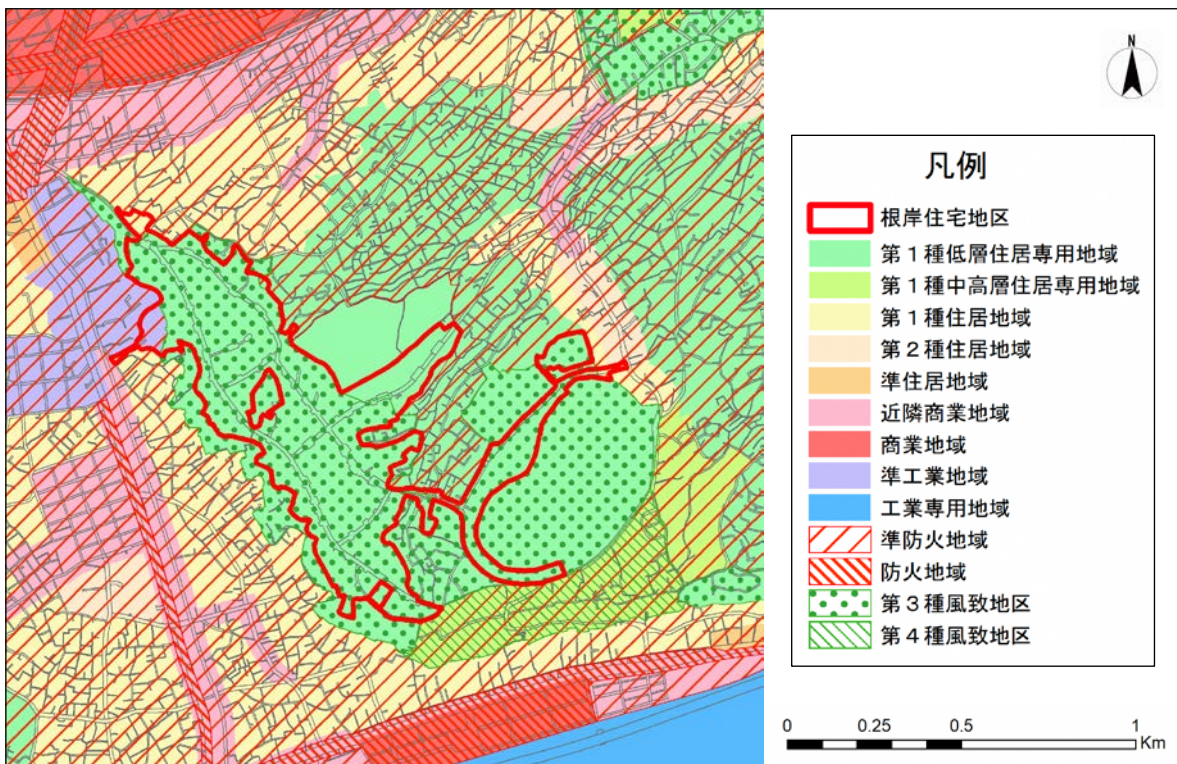 N
凡例
根岸住宅地区
第１種低層住居専用地域
第１種中高層住居専用地域
第１種住居地域
第２種住居地域
準住居地域
近隣商業地域
商業地域
準工業地域
工業専用地域
準防火地域
防火地域
第３種風致地区
第４種風致地区
0 0.25 0.5 1
Km